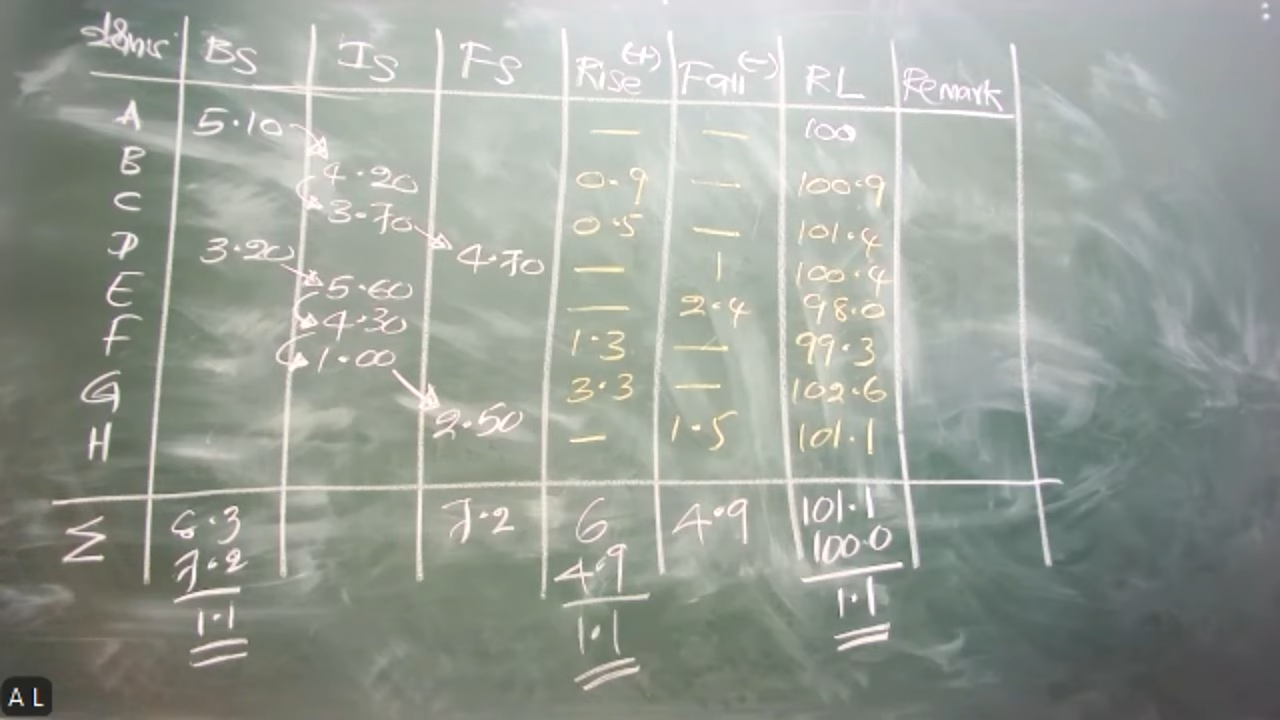 BS IS FS Rise (+) Fall (-) RL Remark
A 5.10 — — 100
B 4.20 0.9 — 100.9
C 3.70 0.5 — 101.4
D 3.20 4.70 — 1 100.4
E 5.60 — 2.4 98.0
F 4.30 1.3 — 99.3
G 1.00 3.3 — 102.6
H 2.50 — 1.5 101.1
Σ 8.3 7.2 6 4.9 101.1
7.2 4.9 100.0
1.1 1.1 1.1
A L